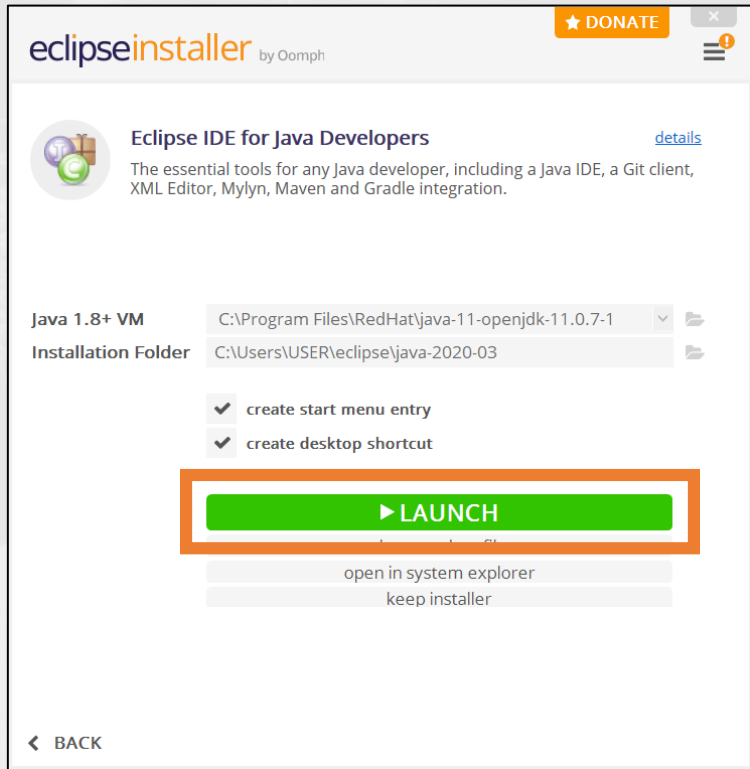 DONATE
eclipseinstaller by Oomph
Eclipse IDE for Java Developers
details
The essential tools for any Java developer, including a Java IDE, a Git client,
XML Editor, Mylyn, Maven and Gradle integration.
Java 1.8+ VM C:\Program Files\RedHat\java-11-openjdk-11.0.7-1
Installation Folder C:\Users\USER\eclipse\java-2020-03
create start menu entry
create desktop shortcut
LAUNCH
open in system explorer
keep installer
BACK